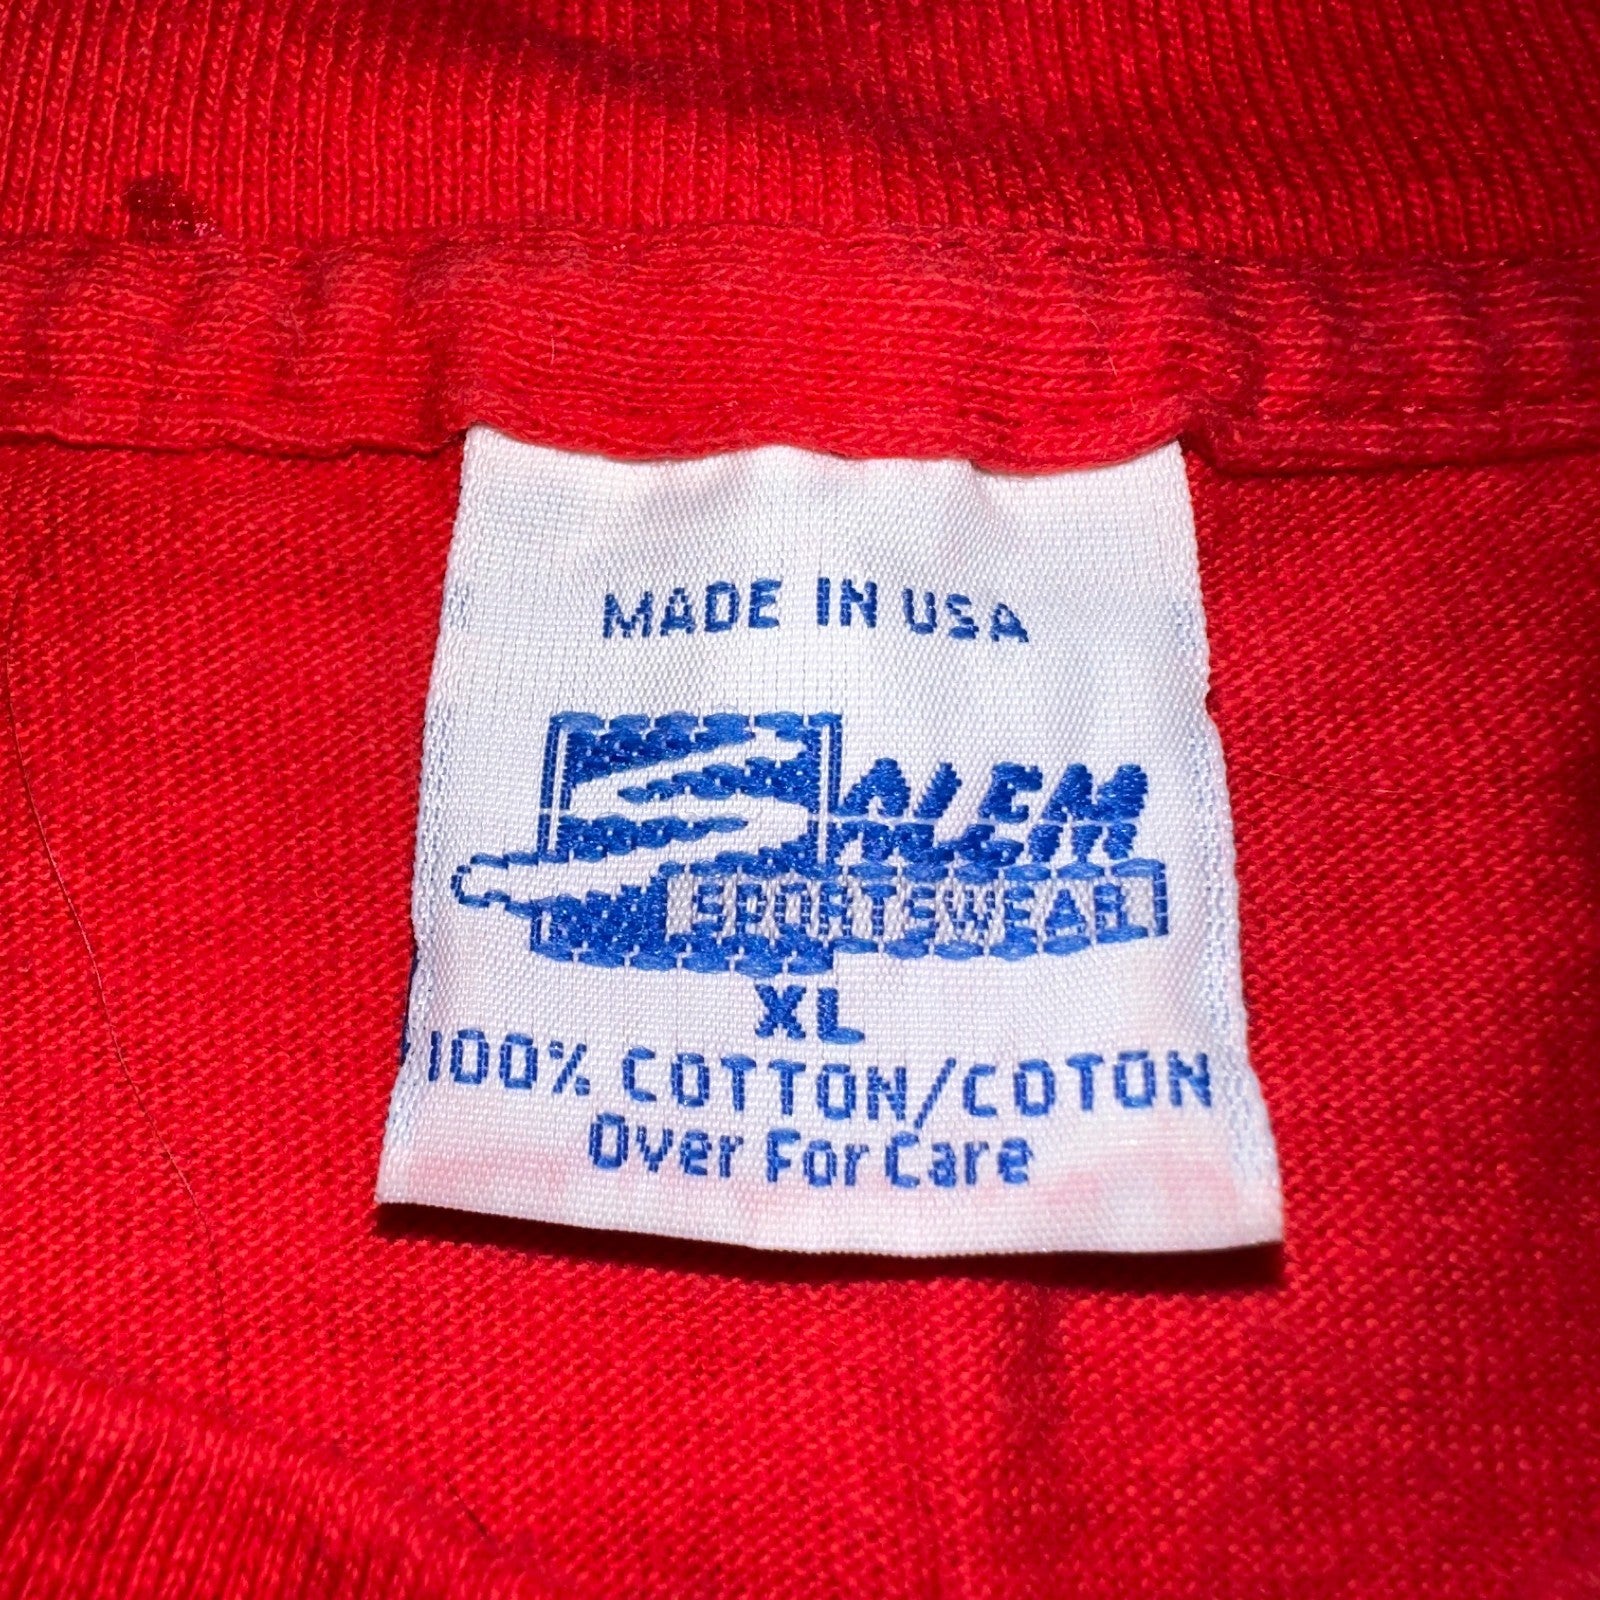 MADE IN USA
SALEM
SPORTSWEAR
XL
100% COTTON/COTON
Over For Care